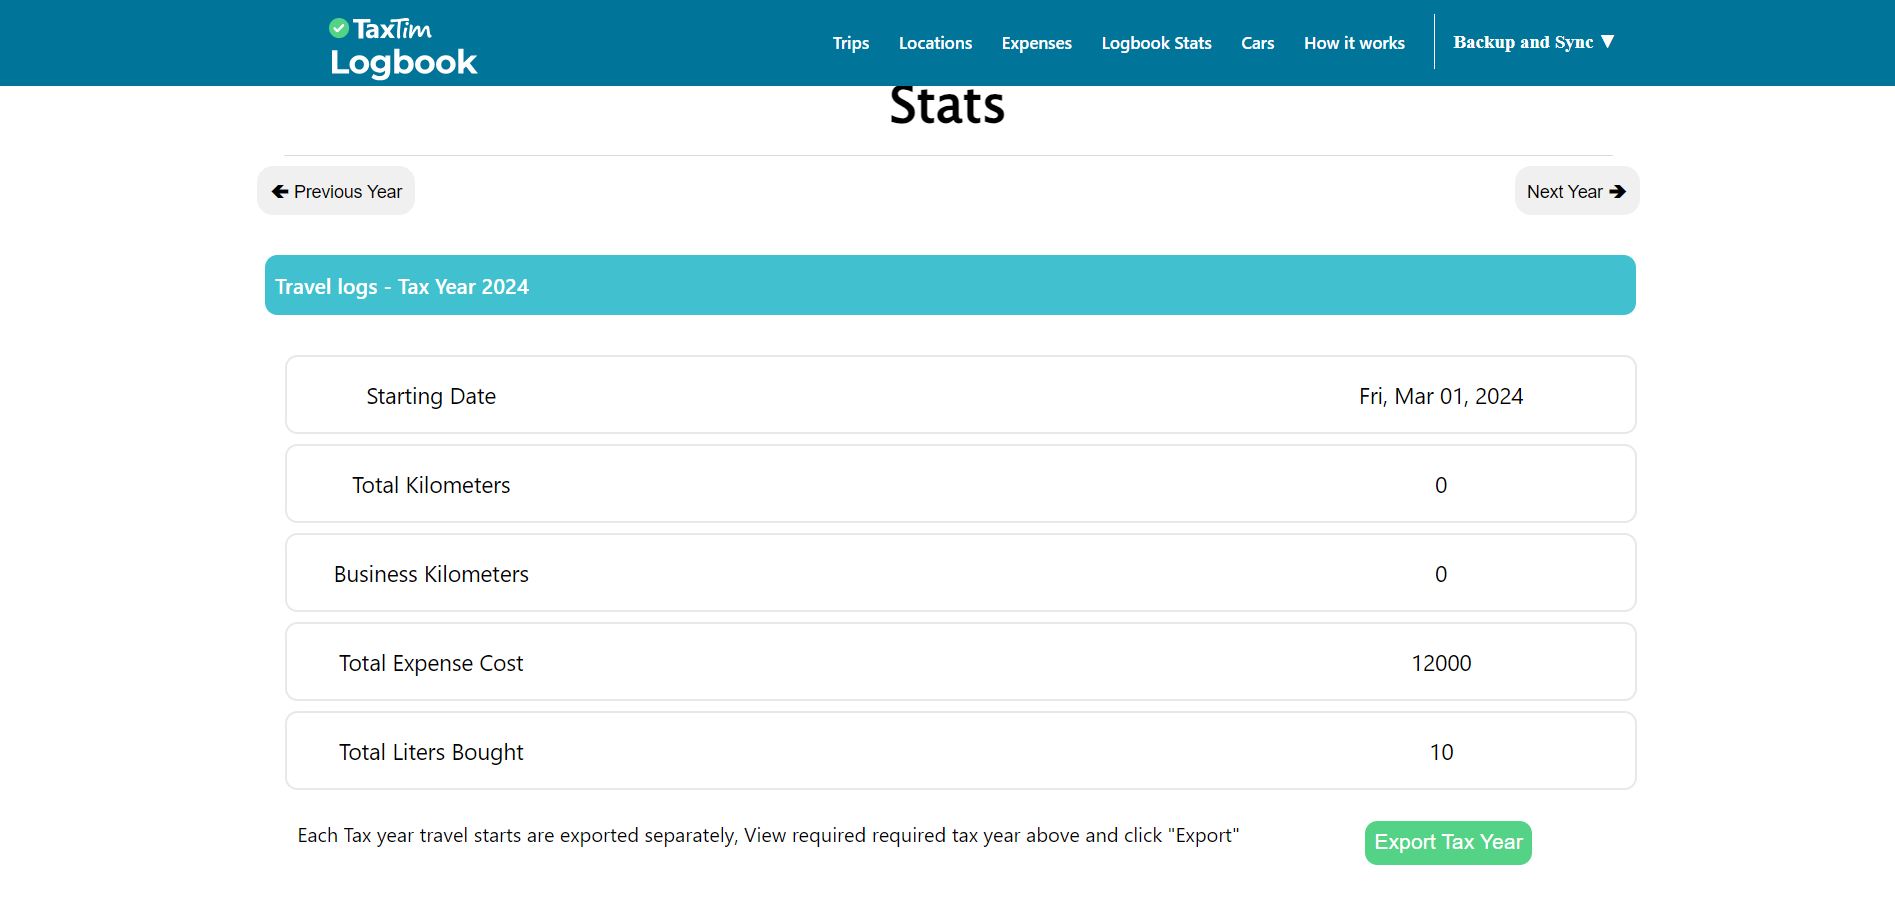 TaxTim
Logbook
Trips Locations Expenses Logbook Stats Cars How it works Backup and Sync ▼
Stats
🡸 Previous Year
Next Year 🡺
Travel logs - Tax Year 2024
Starting Date Fri, Mar 01, 2024
Total Kilometers 0
Business Kilometers 0
Total Expense Cost 12000
Total Liters Bought 10
Each Tax year travel starts are exported separately, View required required tax year above and click "Export"
Export Tax Year